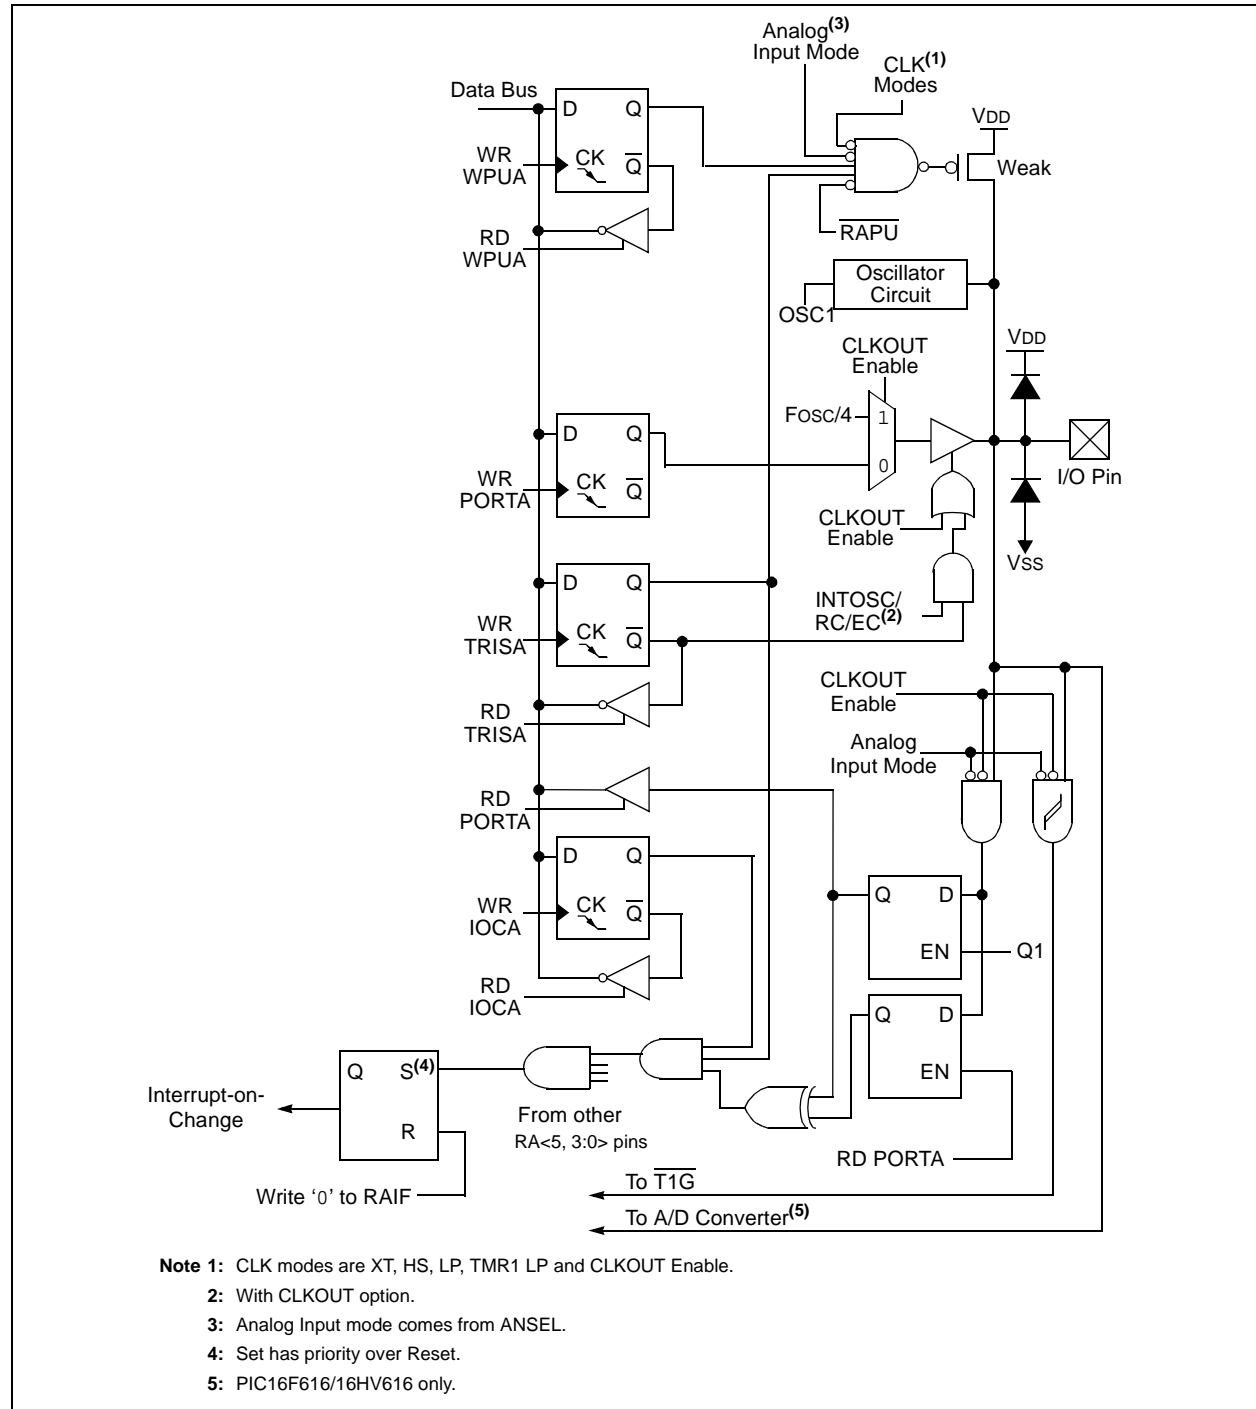 Analog(3)
Input Mode
CLK(1)
Modes
Data Bus
D Q
CK Q
WR
WPUA
RD
WPUA
VDD
Weak
RAPU
Oscillator
Circuit
OSC1
CLKOUT
Enable
VDD
FOSC/4
1
0
D Q
CK Q
WR
PORTA
I/O Pin
CLKOUT
Enable
VSS
D Q
CK Q
WR
TRISA
INTOSC/
RC/EC(2)
RD
TRISA
CLKOUT
Enable
Analog
Input Mode
RD
PORTA
D Q
CK Q
WR
IOCA
RD
IOCA
Q D
EN
Q1
Q D
EN
RD PORTA
Q S(4)
R
Interrupt-on-
Change
From other
RA<5, 3:0> pins
Write ‘0’ to RAIF
To T1G
To A/D Converter(5)
Note 1: CLK modes are XT, HS, LP, TMR1 LP and CLKOUT Enable.
2: With CLKOUT option.
3: Analog Input mode comes from ANSEL.
4: Set has priority over Reset.
5: PIC16F616/16HV616 only.